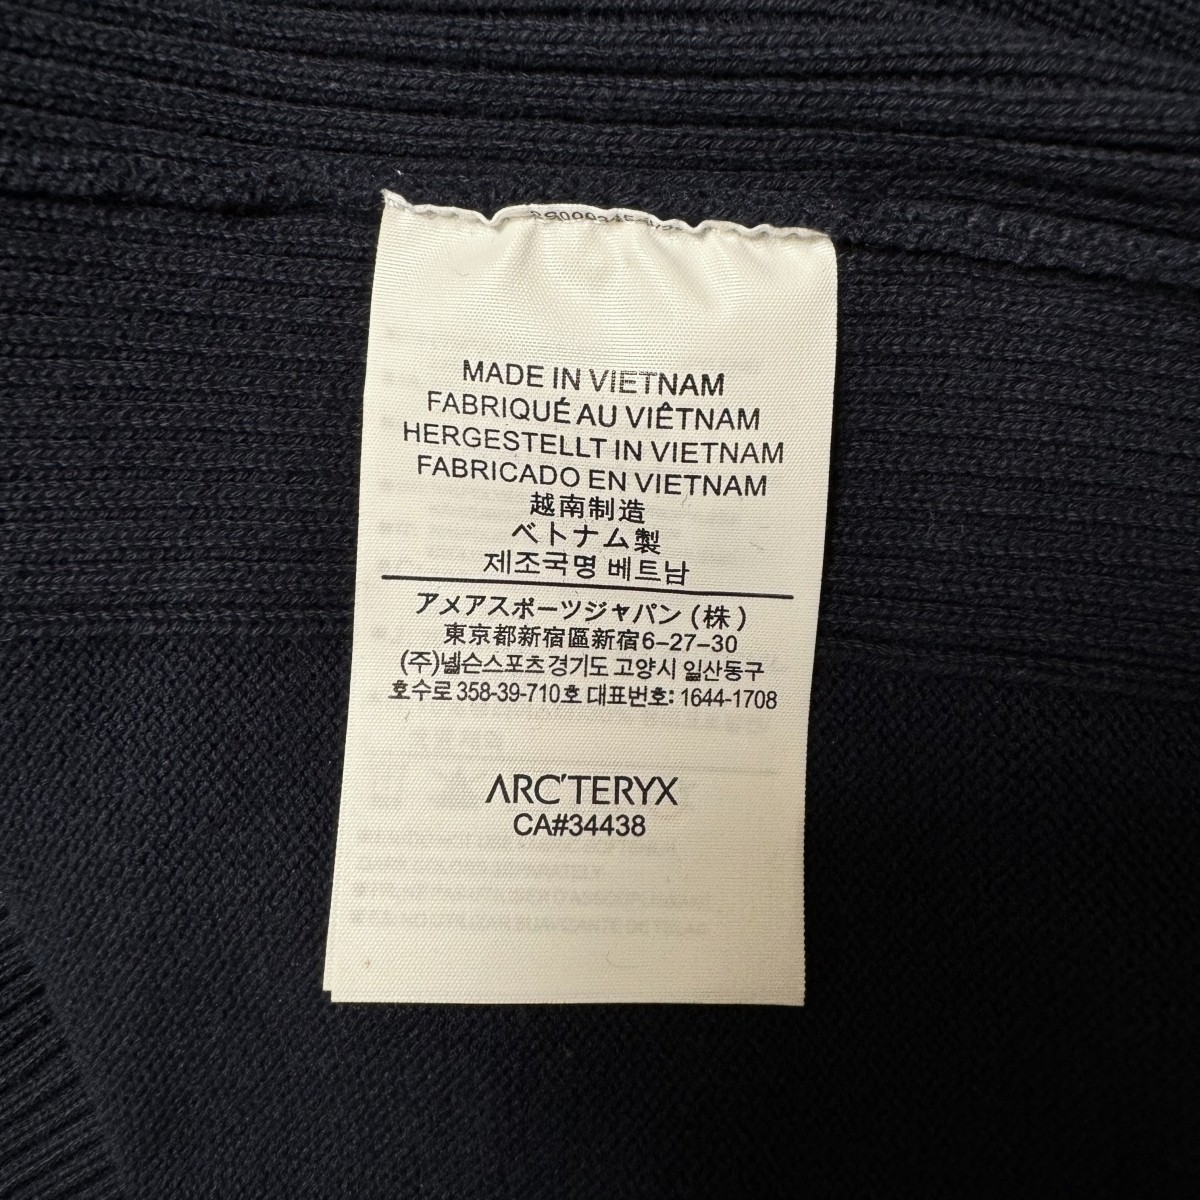 MADE IN VIETNAM
FABRIQUÉ AU VIÊTNAM
HERGESTELLT IN VIETNAM
FABRICADO EN VIETNAM
越南制造
ベトナム製
제조국명 베트남
アメアスポーツジャパン(株)
東京都新宿區新宿6-27-30
(주)넬슨스포츠경기도 고양시 일산동구
호수로 358-39-710호 대표번호: 1644-1708
ARC'TERYX
CA#34438